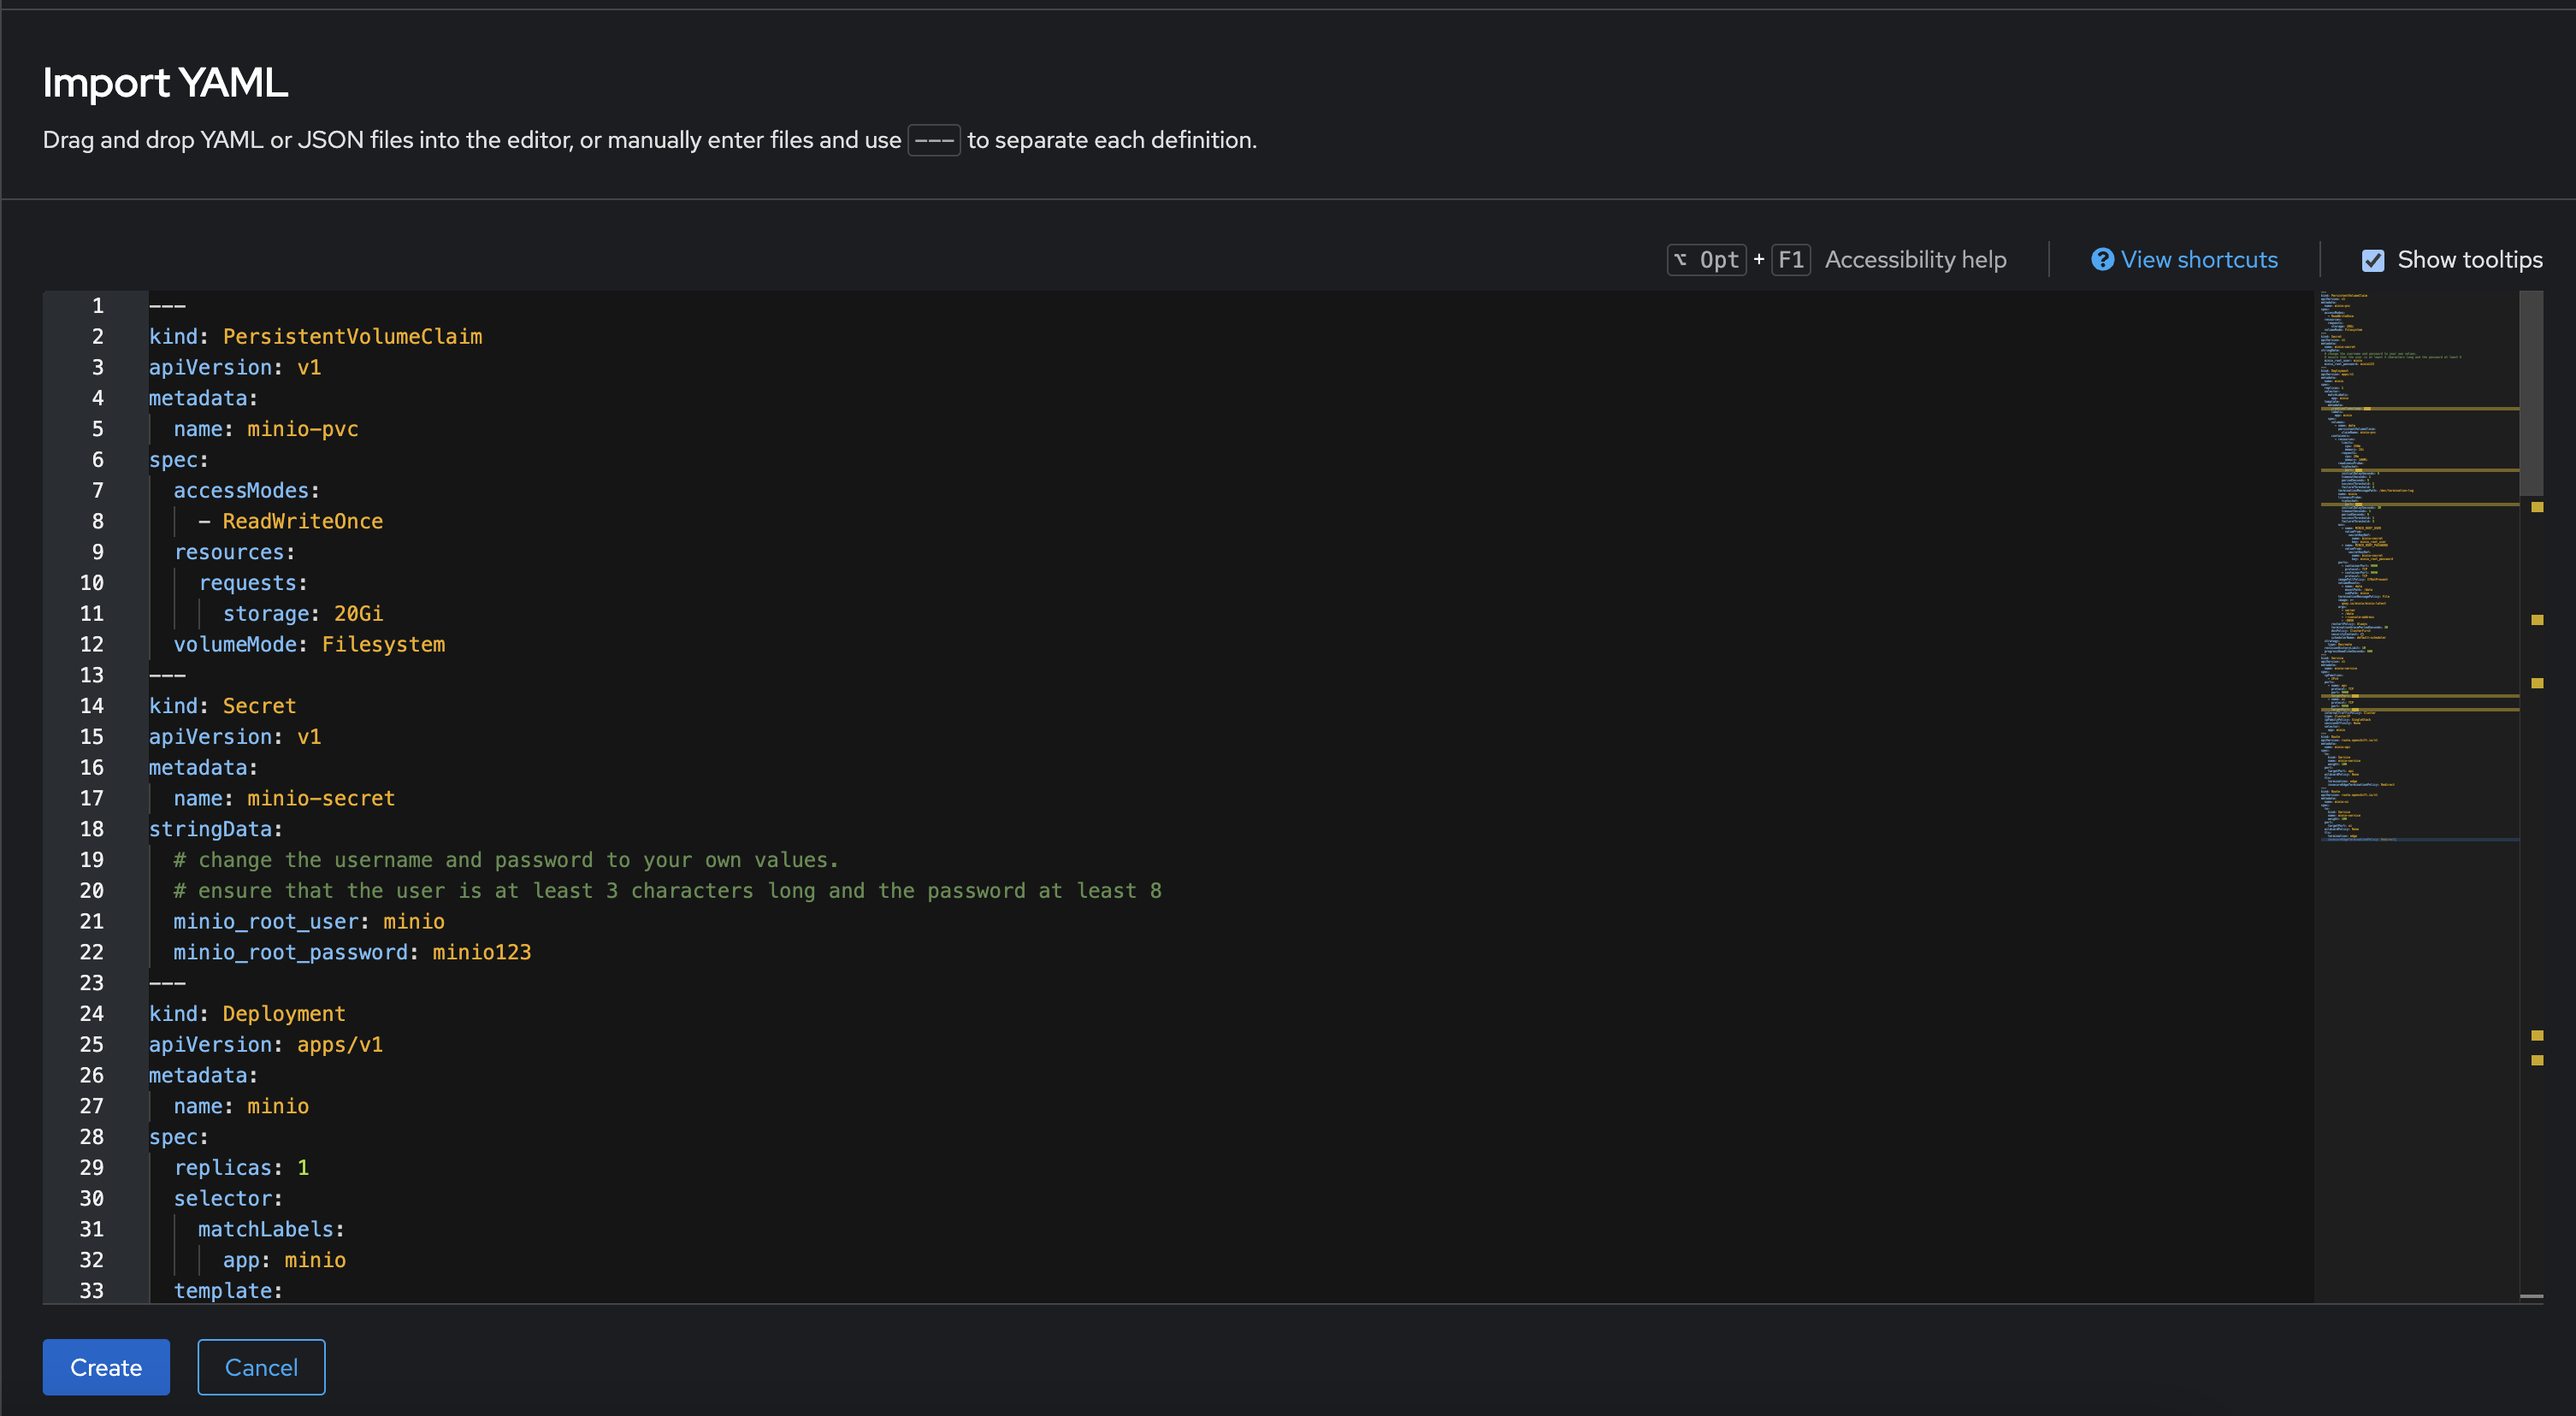 Import YAML
Drag and drop YAML or JSON files into the editor, or manually enter files and use --- to separate each definition.
⌥ Opt + F1 Accessibility help View shortcuts Show tooltips
1 ---
2 kind: PersistentVolumeClaim
3 apiVersion: v1
4 metadata:
5   name: minio-pvc
6 spec:
7   accessModes:
8     - ReadWriteOnce
9   resources:
10     requests:
11       storage: 20Gi
12   volumeMode: Filesystem
13 ---
14 kind: Secret
15 apiVersion: v1
16 metadata:
17   name: minio-secret
18 stringData:
19   # change the username and password to your own values.
20   # ensure that the user is at least 3 characters long and the password at least 8
21   minio_root_user: minio
22   minio_root_password: minio123
23 ---
24 kind: Deployment
25 apiVersion: apps/v1
26 metadata:
27   name: minio
28 spec:
29   replicas: 1
30   selector:
31     matchLabels:
32       app: minio
33   template:
Create Cancel